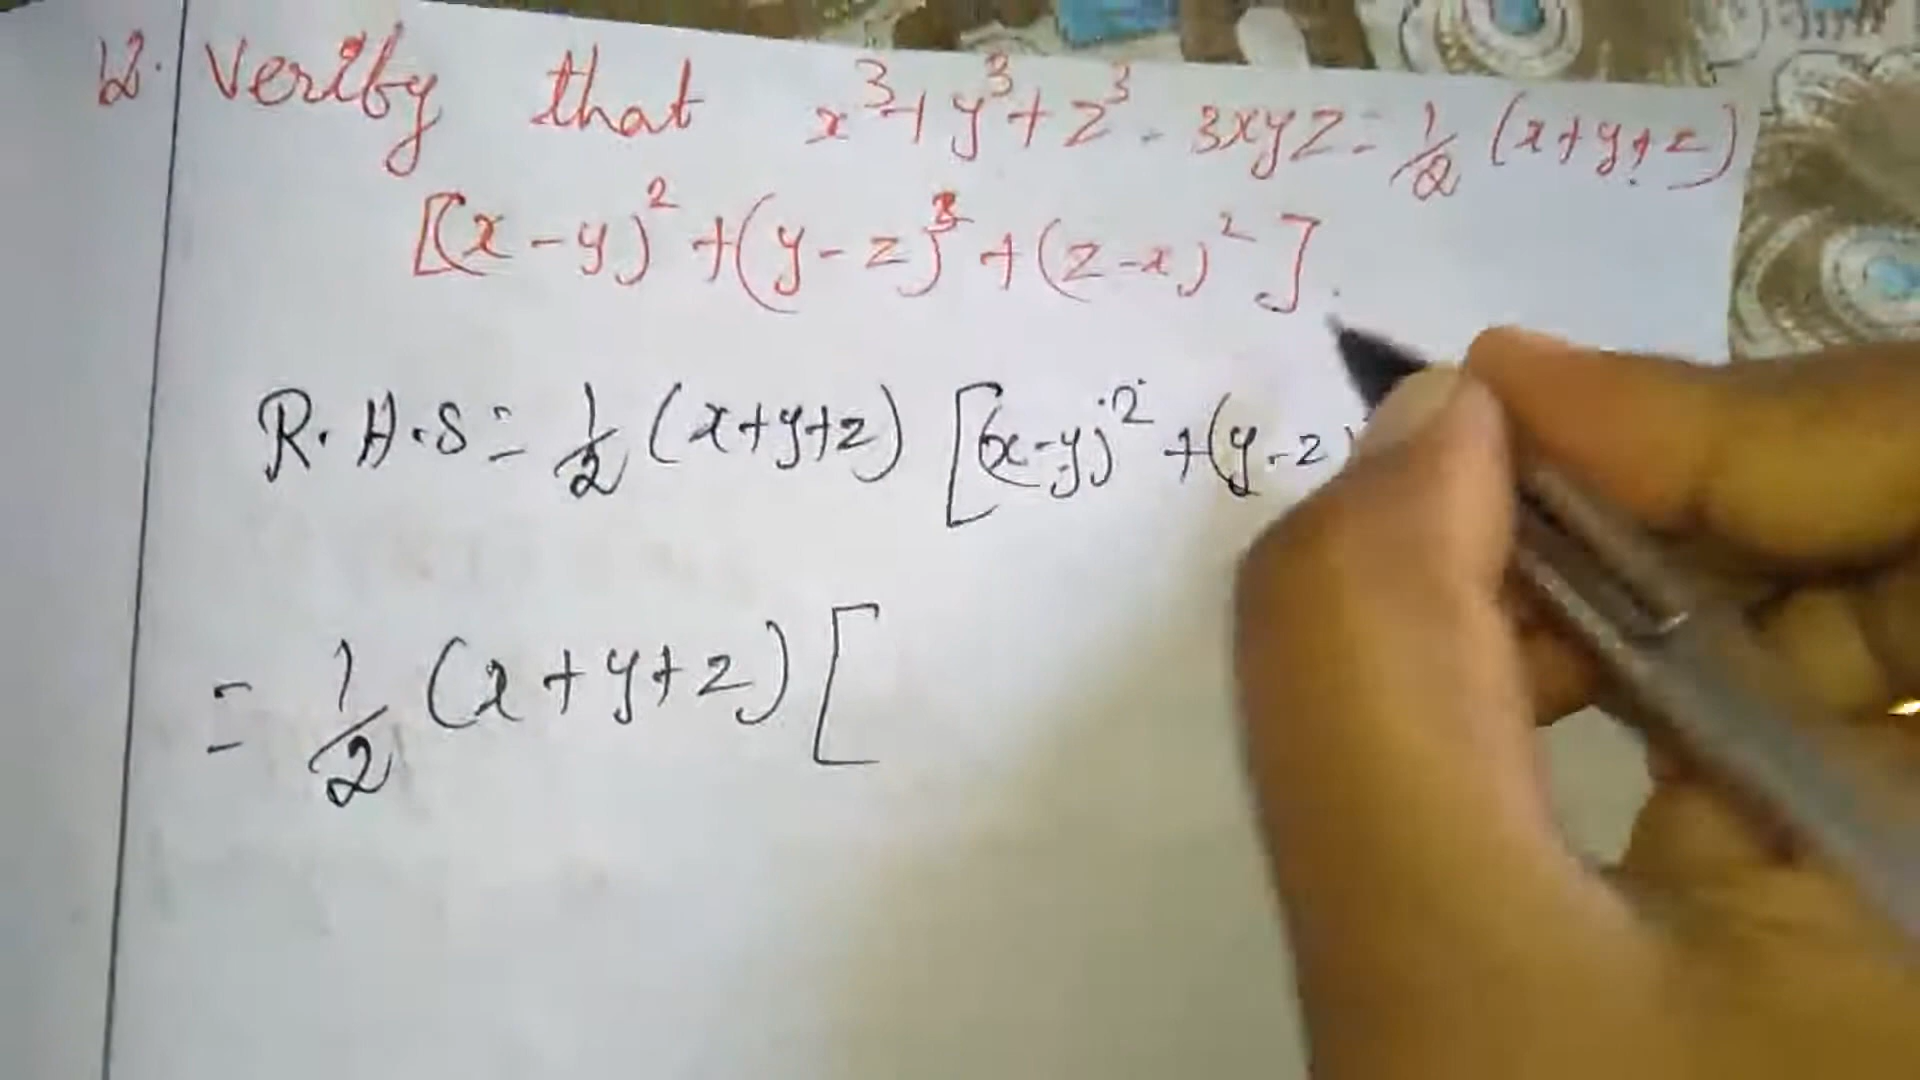 12. Verify that x³+y³+z³-3xyz=1/2 (x+y+z)
[(x-y)²+(y-z)³+(z-x)²].
R.H.S = 1/2 (x+y+z) [(x-y)²+(y-z)
= 1/2 (x+y+z) [